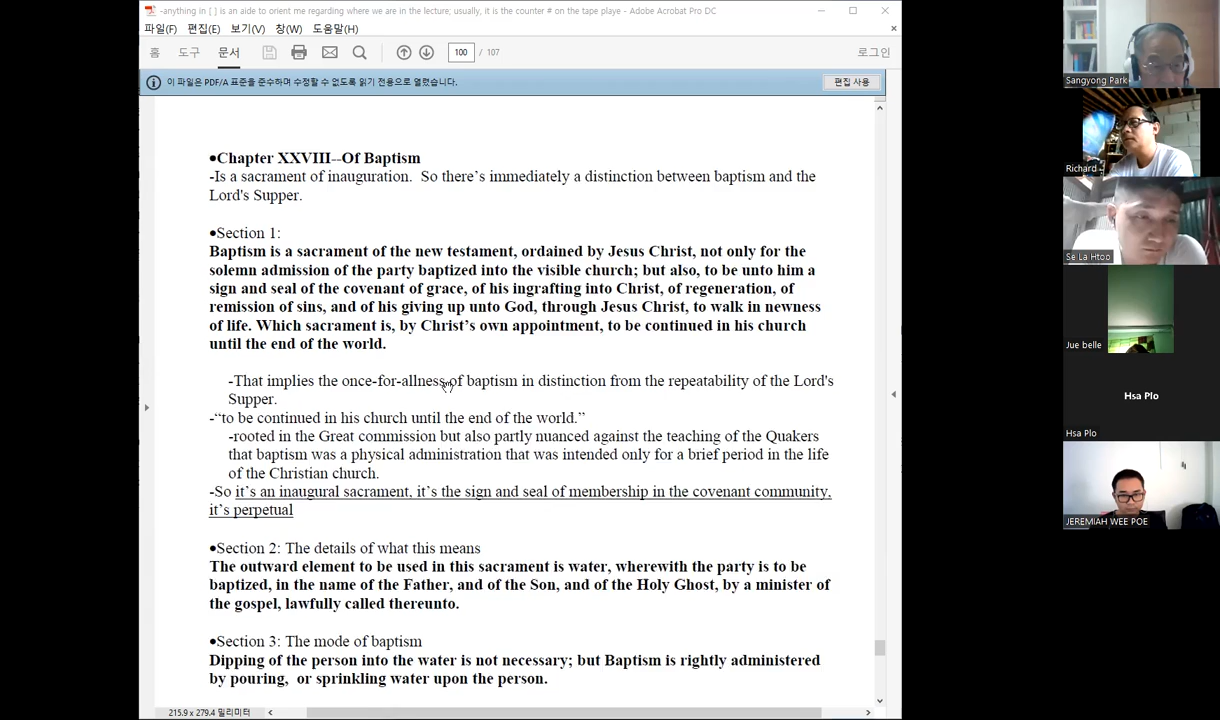 -anything in [ ] is an aide to orient me regarding where we are in the lecture; usually, it is the counter # on the tape playe - Adobe Acrobat Pro DC
파일(F) 편집(E) 보기(V) 창(W) 도움말(H)
홈 도구 문서 100 / 107 로그인
이 파일은 PDF/A 표준을 준수하며 수정할 수 없도록 읽기 전용으로 열렸습니다. 편집 사용
•Chapter XXVIII--Of Baptism
-Is a sacrament of inauguration. So there's immediately a distinction between baptism and the
Lord's Supper.
•Section 1:
Baptism is a sacrament of the new testament, ordained by Jesus Christ, not only for the
solemn admission of the party baptized into the visible church; but also, to be unto him a
sign and seal of the covenant of grace, of his ingrafting into Christ, of regeneration, of
remission of sins, and of his giving up unto God, through Jesus Christ, to walk in newness
of life. Which sacrament is, by Christ's own appointment, to be continued in his church
until the end of the world.
-That implies the once-for-allness of baptism in distinction from the repeatability of the Lord's
Supper.
-“to be continued in his church until the end of the world.”
-rooted in the Great commission but also partly nuanced against the teaching of the Quakers
that baptism was a physical administration that was intended only for a brief period in the life
of the Christian church.
-So it's an inaugural sacrament, it's the sign and seal of membership in the covenant community,
it's perpetual
•Section 2: The details of what this means
The outward element to be used in this sacrament is water, wherewith the party is to be
baptized, in the name of the Father, and of the Son, and of the Holy Ghost, by a minister of
the gospel, lawfully called thereunto.
•Section 3: The mode of baptism
Dipping of the person into the water is not necessary; but Baptism is rightly administered
by pouring, or sprinkling water upon the person.
215.9 x 279.4 밀리미터
Sangyong Park
Richard
Se La Htoo
Jue belle
Hsa Plo
Hsa Plo
JEREMIAH WEE POE